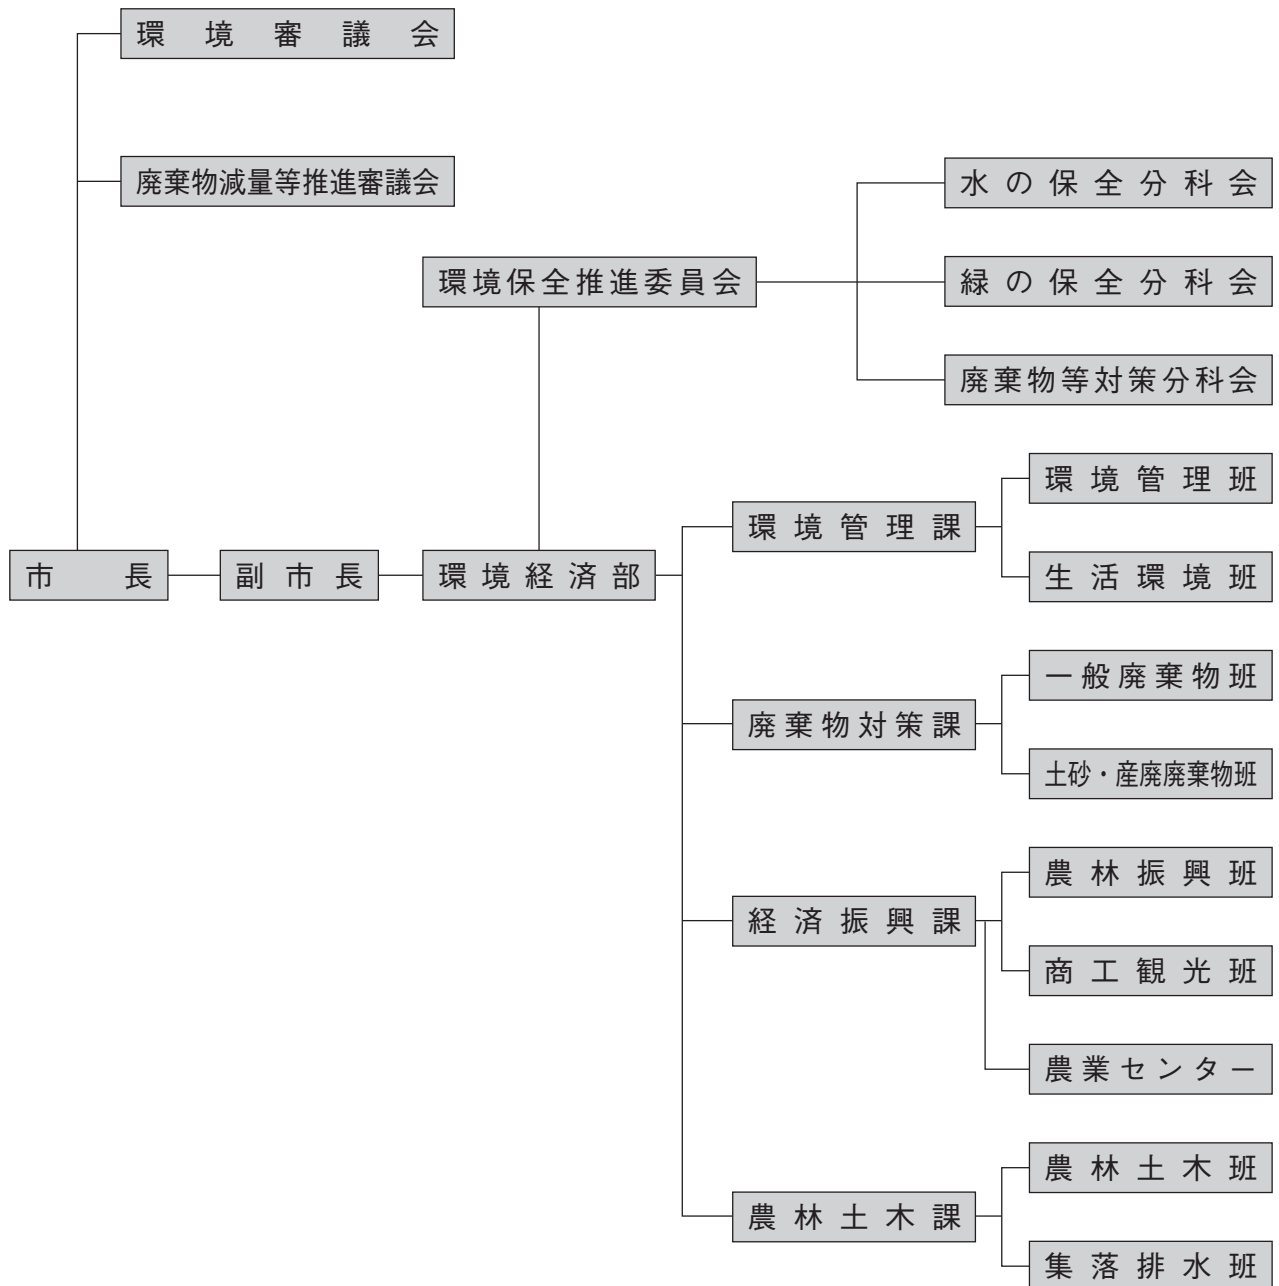 環境審議会
廃棄物減量等推進審議会
水の保全分科会
環境保全推進委員会
緑の保全分科会
廃棄物等対策分科会
環境管理班
環境管理課
市長
副市長
環境経済部
生活環境班
一般廃棄物班
廃棄物対策課
土砂・産廃廃棄物班
農林振興班
経済振興課
商工観光班
農業センター
農林土木班
農林土木課
集落排水班